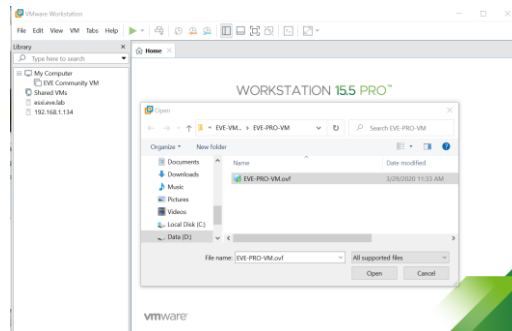 VMware Workstation
File Edit View VM Tabs Help
Library
Type here to search
My Computer
EVE Community VM
Shared VMs
esxi.eve.lab
192.168.1.134
Home
WORKSTATION 15.5 PRO™
Open
EVE-VM... > EVE-PRO-VM
Search EVE-PRO-VM
Organize
New folder
Name
Date modified
Documents
Downloads
Music
Pictures
Videos
Local Disk (C:)
Data (D:)
EVE-PRO-VM.ovf
3/29/2020 11:33 AM
File name: EVE-PRO-VM.ovf
All supported files
Open
Cancel
vmware